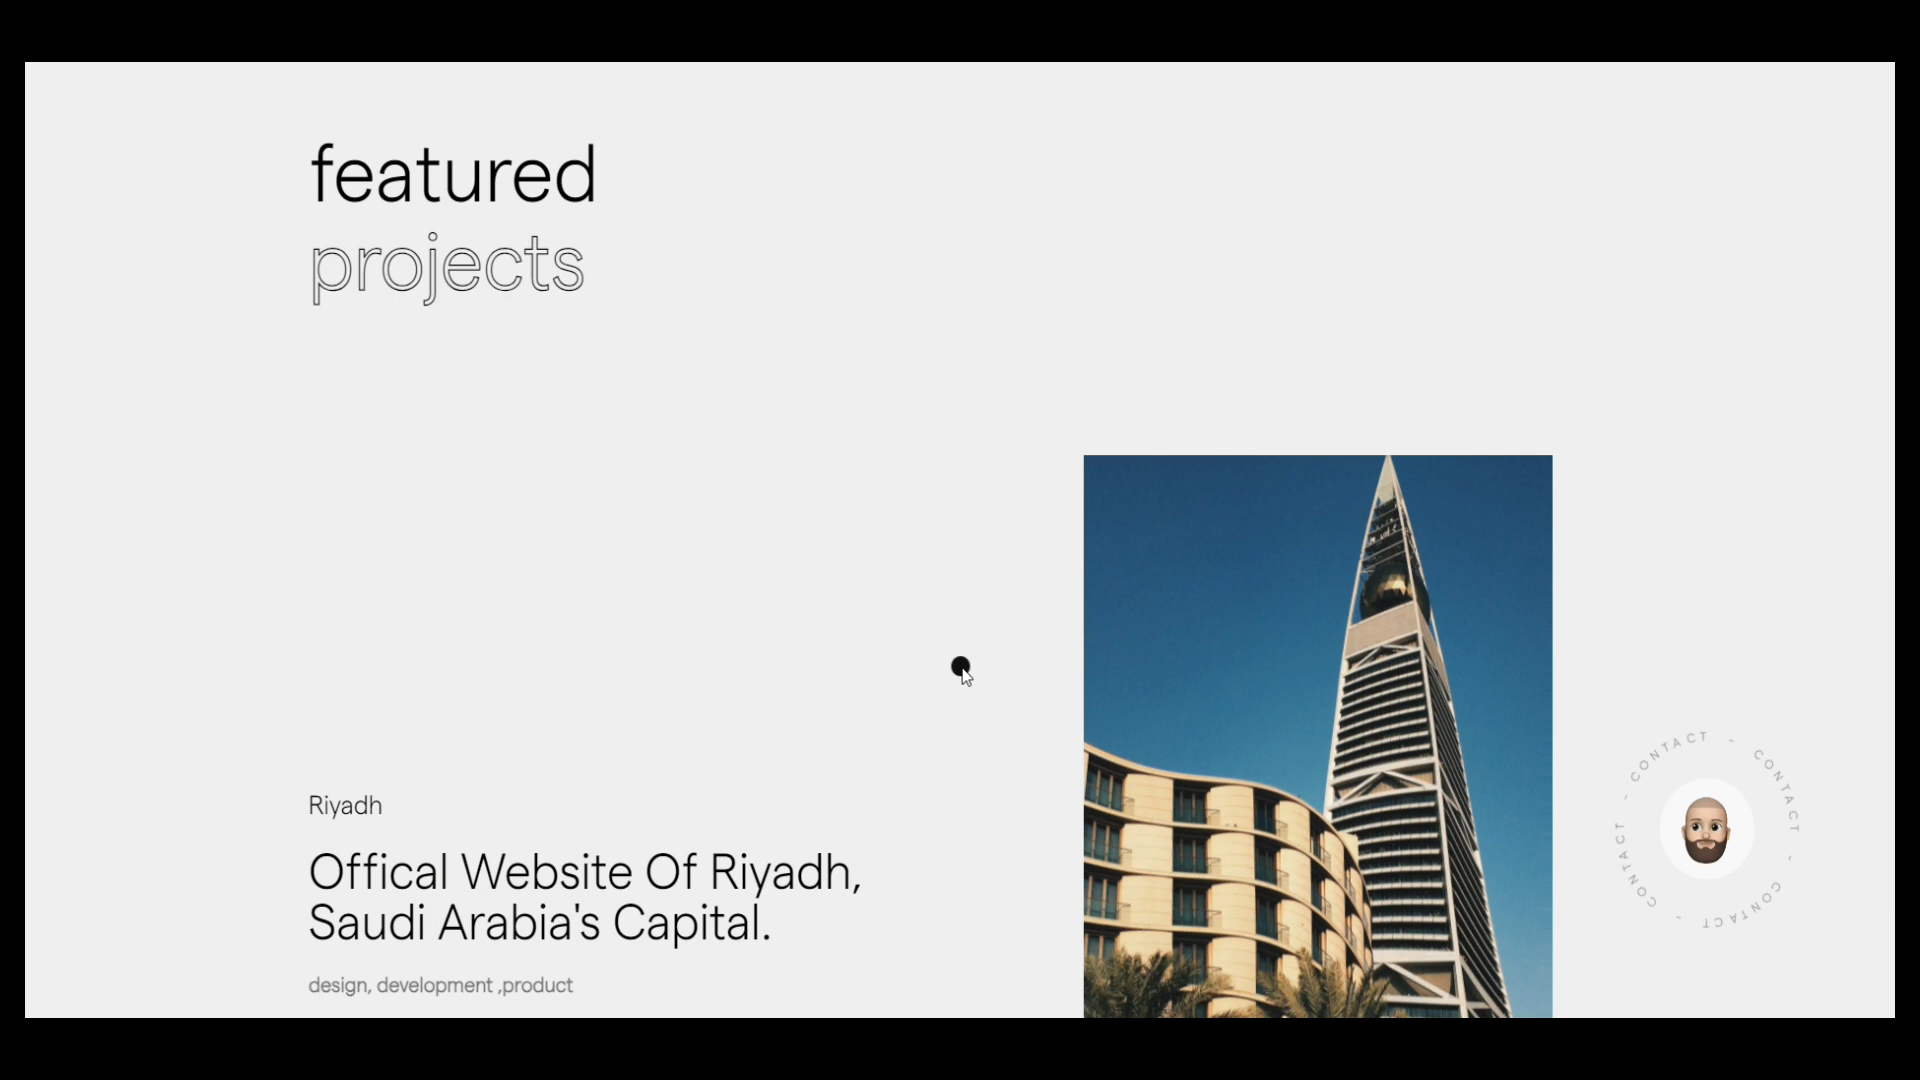 featured
projects
Riyadh
Offical Website Of Riyadh,
Saudi Arabia's Capital.
design, development ,product
CONTACT - CONTACT - CONTACT - CONTACT -